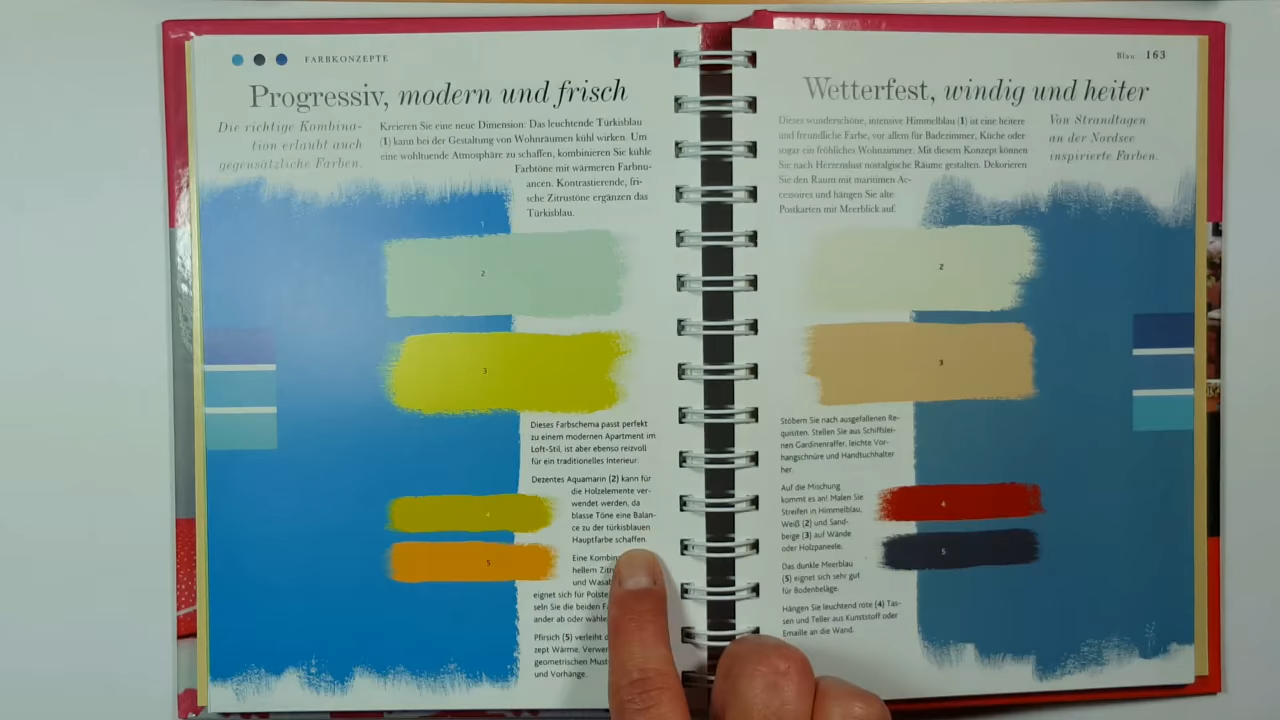 FARBKONZEPTE
Progressiv, modern und frisch
Die richtige Kombina-
tion erlaubt auch
gegensätzliche Farben.
Kreieren Sie eine neue Dimension: Das leuchtende Türkisblau
(1) kann bei der Gestaltung von Wohnräumen kühl wirken. Um
eine wohltuende Atmosphäre zu schaffen, kombinieren Sie kühle
Farbtöne mit wärmeren Farbnu-
ancen. Kontrastierende, fri-
sche Zitrustöne ergänzen das
Türkisblau.
1
2
3
Dieses Farbschema passt perfekt
zu einem modernen Apartment im
Loft-Stil, ist aber ebenso reizvoll
für ein traditionelles Interieur.
Dezentes Aquamarin (2) kann für
die Holzelemente ver-
wendet werden, da
blasse Töne eine Balan-
ce zu der türkisblauen
Hauptfarbe schaffen.
4
5
Eine
hellem
und
eignet sich für
seln Sie die beiden
ander ab oder
Pfirsich (5) verleiht
zept Wärme.
geometrischen
und Vorhänge.
Blau 163
Wetterfest, windig und heiter
Dieses wunderschöne, intensive Himmelblau (1) ist eine heitere
und freundliche Farbe, vor allem für Badezimmer, Küche oder
sogar ein fröhliches Wohnzimmer. Mit diesem Konzept können
Sie nach Herzenslust nostalgische Räume gestalten. Dekorieren
Sie den Raum mit maritimen Ac-
cessoires und hängen Sie alte
Postkarten mit Meerblick auf.
Von Strandtagen
an der Nordsee
inspirierte Farben.
2
3
Stöbern Sie nach ausgefallenen Re-
quisiten. Stellen Sie aus Schiffslei-
nen Gardinenraffer, leichte Vor-
hangschnüre und Handtuchhalter
her.
Auf die Mischung
kommt es an! Malen Sie
Streifen in Himmelblau,
Weiß (2) und Sand-
beige (3) auf Wände
oder Holzpaneele.
4
5
Das dunkle Meerblau
(5) eignet sich sehr gut
für Bodenbeläge.
Hängen Sie leuchtend rote (4) Tas-
sen und Teller aus Kunststoff oder
Emaille an die Wand.